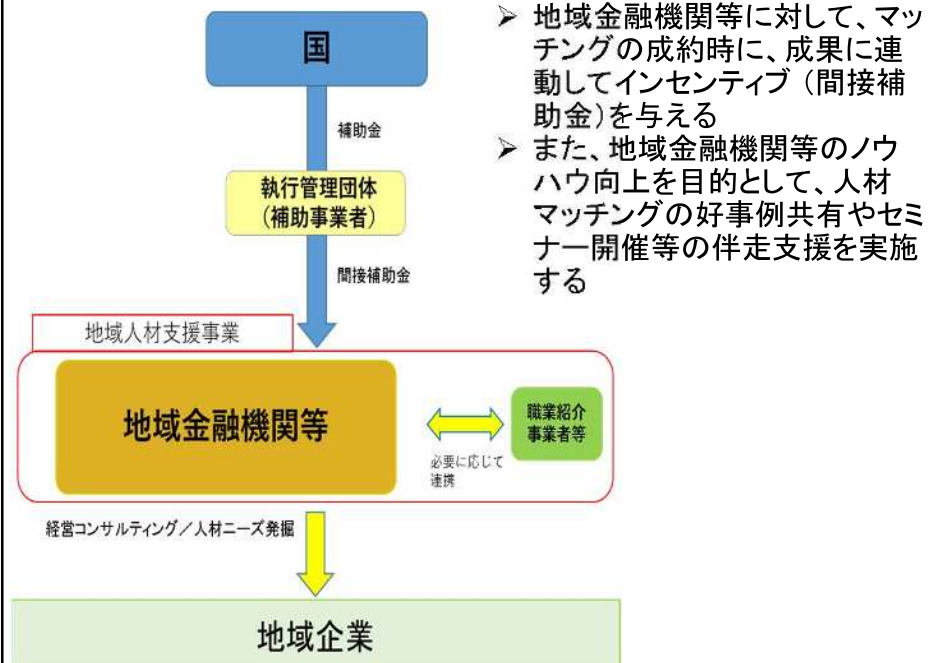 国
補助金
執行管理団体
(補助事業者)
間接補助金
地域人材支援事業
地域金融機関等
職業紹介
事業者等
必要に応じて
連携
経営コンサルティング/人材ニーズ発掘
地域企業
➢ 地域金融機関等に対して、マッ
チングの成約時に、成果に連
動してインセンティブ(間接補
助金)を与える
➢ また、地域金融機関等のノウ
ハウ向上を目的として、人材
マッチングの好事例共有やセミ
ナー開催等の伴走支援を実施
する